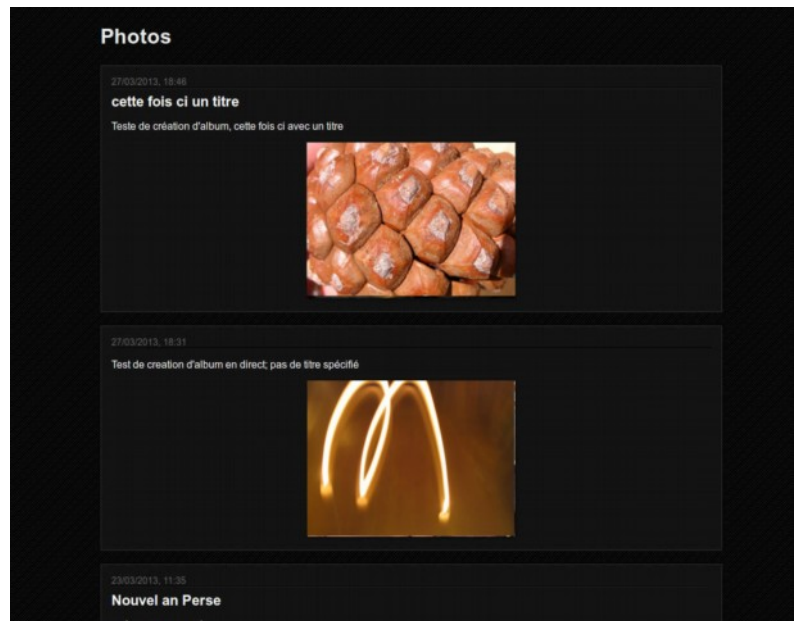 Photos
27/03/2013, 18:46
cette fois ci un titre
Teste de création d'album, cette fois ci avec un titre
27/03/2013, 18:31
Test de creation d'album en direct; pas de titre spécifié
23/03/2013, 11:35
Nouvel an Perse